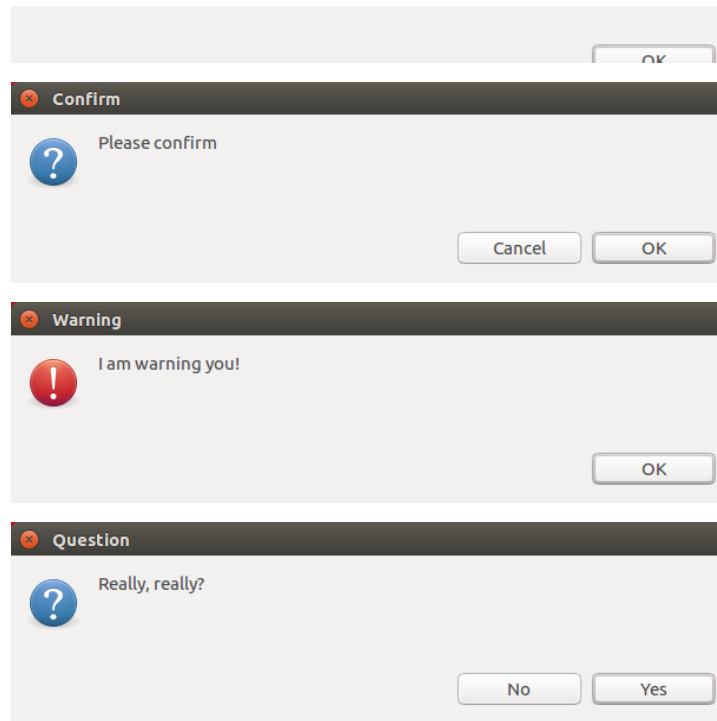 OK
Confirm
Please confirm
Cancel OK
Warning
I am warning you!
OK
Question
Really, really?
No Yes